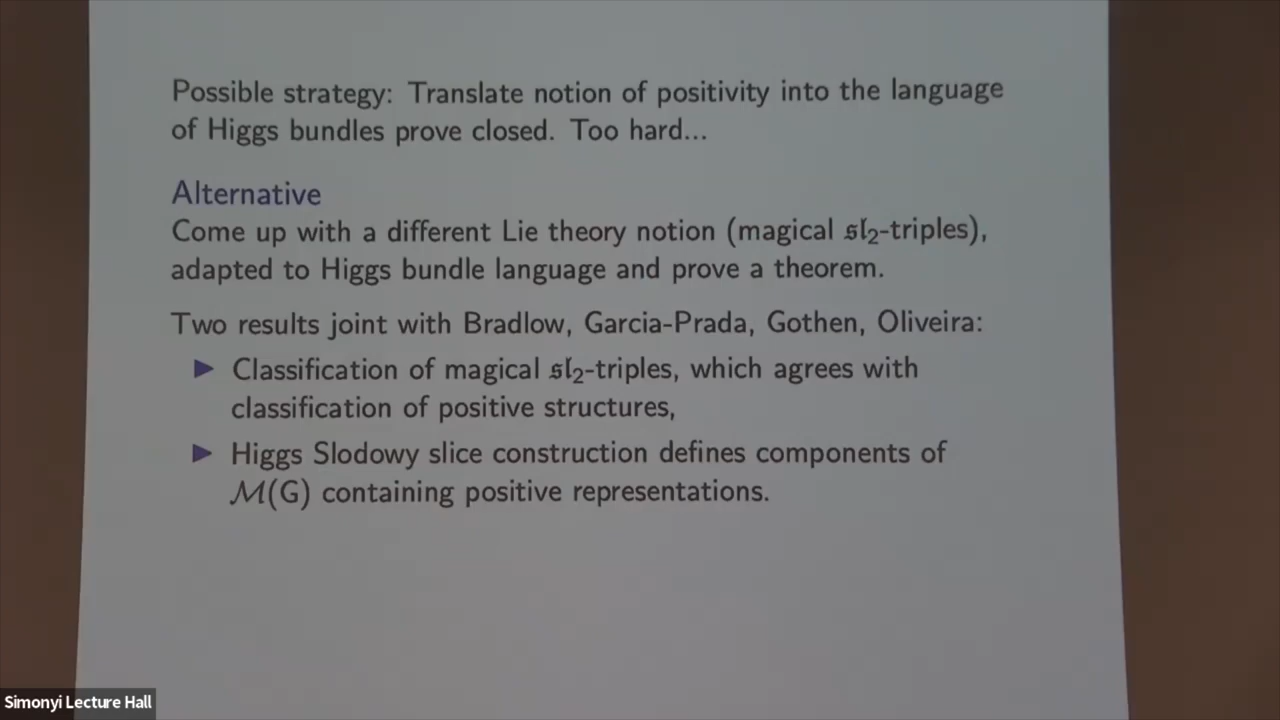 Possible strategy: Translate notion of positivity into the language
of Higgs bundles prove closed. Too hard...
Alternative
Come up with a different Lie theory notion (magical 𝔰𝔩₂-triples),
adapted to Higgs bundle language and prove a theorem.
Two results joint with Bradlow, Garcia-Prada, Gothen, Oliveira:
▶ Classification of magical 𝔰𝔩₂-triples, which agrees with
classification of positive structures,
▶ Higgs Slodowy slice construction defines components of
ℳ(G) containing positive representations.
Simonyi Lecture Hall